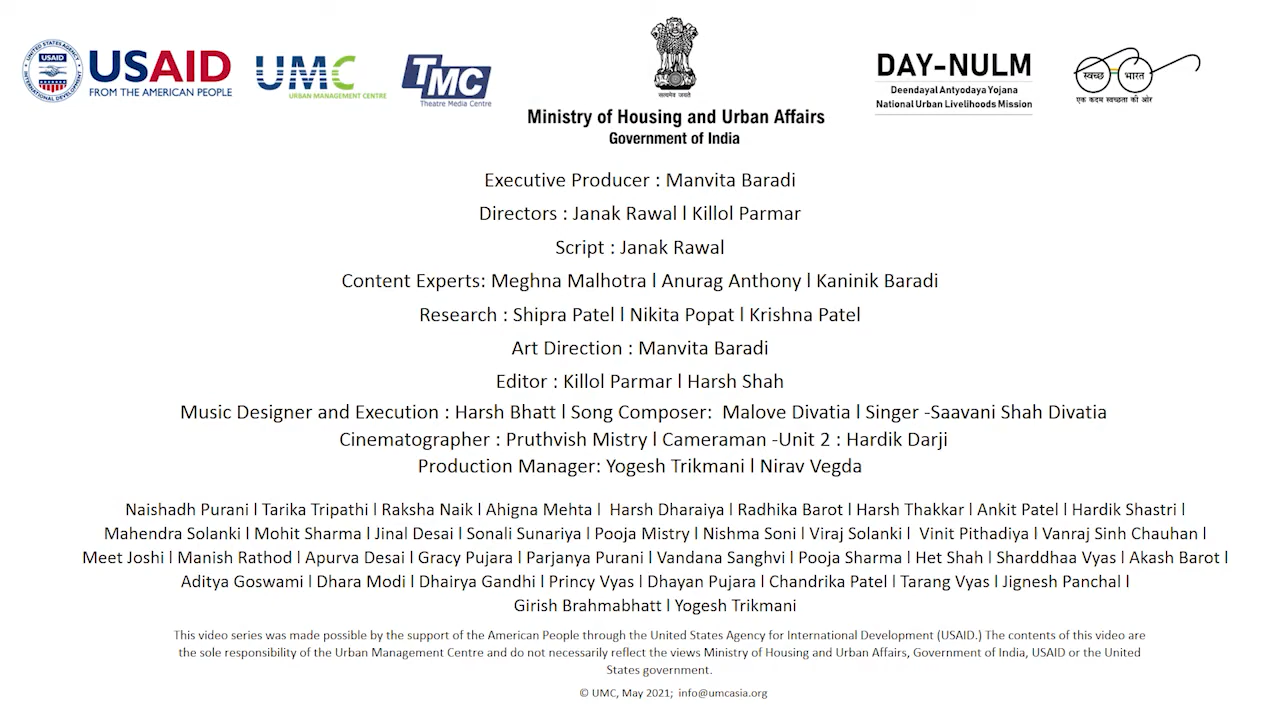 UNITED STATES AGENCY
USAID
INTERNATIONAL DEVELOPMENT
USAID
FROM THE AMERICAN PEOPLE
UMC
URBAN MANAGEMENT CENTRE
TMC
Theatre Media Centre
सत्यमेव जयते
Ministry of Housing and Urban Affairs
Government of India
DAY-NULM
Deendayal Antyodaya Yojana
National Urban Livelihoods Mission
स्वच्छ भारत
एक कदम स्वच्छता की ओर
Executive Producer : Manvita Baradi
Directors : Janak Rawal l Killol Parmar
Script : Janak Rawal
Content Experts: Meghna Malhotra l Anurag Anthony l Kaninik Baradi
Research : Shipra Patel l Nikita Popat l Krishna Patel
Art Direction : Manvita Baradi
Editor : Killol Parmar l Harsh Shah
Music Designer and Execution : Harsh Bhatt l Song Composer: Malove Divatia l Singer -Saavani Shah Divatia
Cinematographer : Pruthvish Mistry l Cameraman -Unit 2 : Hardik Darji
Production Manager: Yogesh Trikmani l Nirav Vegda
Naishadh Purani l Tarika Tripathi l Raksha Naik l Ahigna Mehta l Harsh Dharaiya l Radhika Barot l Harsh Thakkar l Ankit Patel l Hardik Shastri l
Mahendra Solanki l Mohit Sharma l Jinal Desai l Sonali Sunariya l Pooja Mistry l Nishma Soni l Viraj Solanki l Vinit Pithadiya l Vanraj Sinh Chauhan l
Meet Joshi l Manish Rathod l Apurva Desai l Gracy Pujara l Parjanya Purani l Vandana Sanghvi l Pooja Sharma l Het Shah l Sharddhaa Vyas l Akash Barot l
Aditya Goswami l Dhara Modi l Dhairya Gandhi l Princy Vyas l Dhayan Pujara l Chandrika Patel l Tarang Vyas l Jignesh Panchal l
Girish Brahmabhatt l Yogesh Trikmani
This video series was made possible by the support of the American People through the United States Agency for International Development (USAID.) The contents of this video are
the sole responsibility of the Urban Management Centre and do not necessarily reflect the views Ministry of Housing and Urban Affairs, Government of India, USAID or the United
States government.
© UMC, May 2021; info@umcasia.org